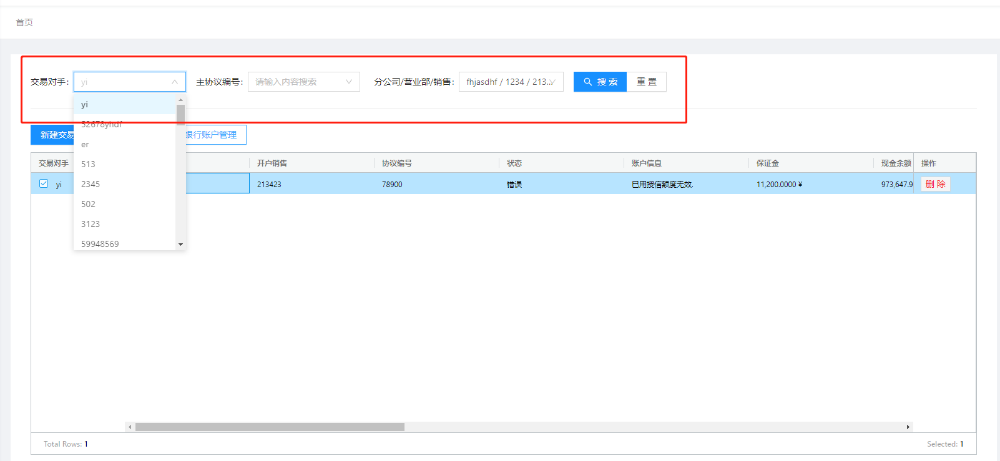 首页
交易对手: yi 主协议编号: 请输入内容搜索 分公司/营业部/销售: fhjasdhf / 1234 / 213... 搜 索 重 置
yi
52678yhdf
新建交易 银行账户管理
er
交易对手 开户销售 协议编号 状态 账户信息 保证金 现金余额 操作
513
yi 213423 78900 错误 已用授信额度无效. 11,200.0000 ¥ 973,647.9 删 除
2345
502
3123
59948569
Total Rows: 1 Selected: 1